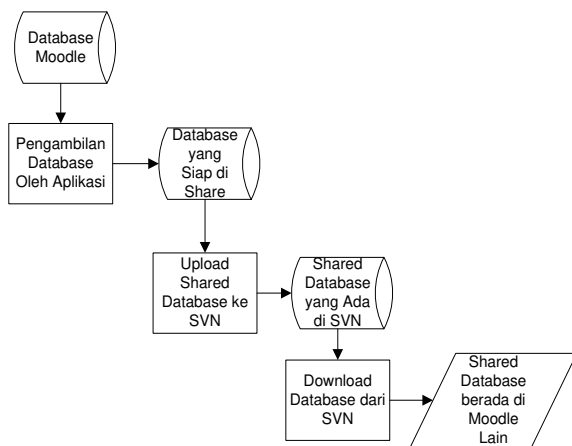 Database
Moodle
Pengambilan
Database
Oleh Aplikasi
Database
yang
Siap di
Share
Upload
Shared
Database ke
SVN
Shared
Database
yang Ada
di SVN
Download
Database dari
SVN
Shared
Database
berada di
Moodle
Lain